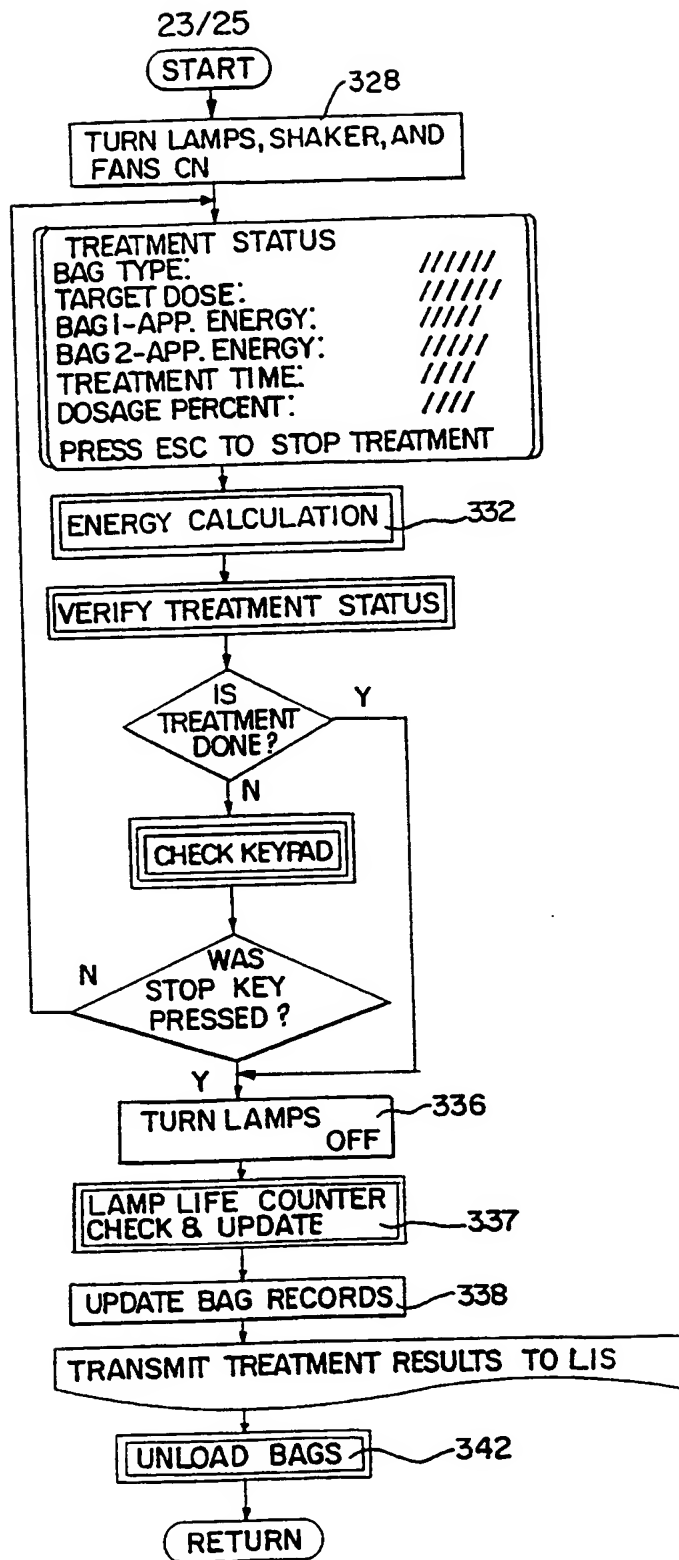 23/25
START
328
TURN LAMPS, SHAKER, AND
FANS CN
TREATMENT STATUS
BAG TYPE: //////
TARGET DOSE: //////
BAG 1-APP. ENERGY: /////
BAG 2-APP. ENERGY: /////
TREATMENT TIME: ////
DOSAGE PERCENT: ////
PRESS ESC TO STOP TREATMENT
ENERGY CALCULATION 332
VERIFY TREATMENT STATUS
IS
TREATMENT
DONE?
Y
N
CHECK KEYPAD
WAS
STOP KEY
PRESSED?
N
Y
TURN LAMPS
OFF
336
LAMP LIFE COUNTER
CHECK & UPDATE
337
UPDATE BAG RECORDS 338
TRANSMIT TREATMENT RESULTS TO LIS
UNLOAD BAGS 342
RETURN